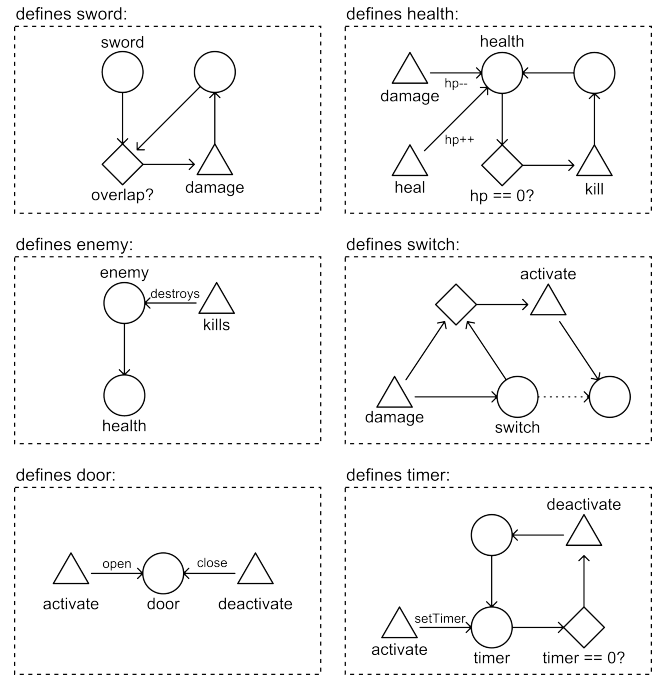 defines sword:
sword
overlap?
damage
defines health:
health
damage
hp--
hp++
heal
hp == 0?
kill
defines enemy:
enemy
destroys
kills
health
defines switch:
activate
damage
switch
defines door:
open
close
activate
door
deactivate
defines timer:
deactivate
setTimer
activate
timer
timer == 0?